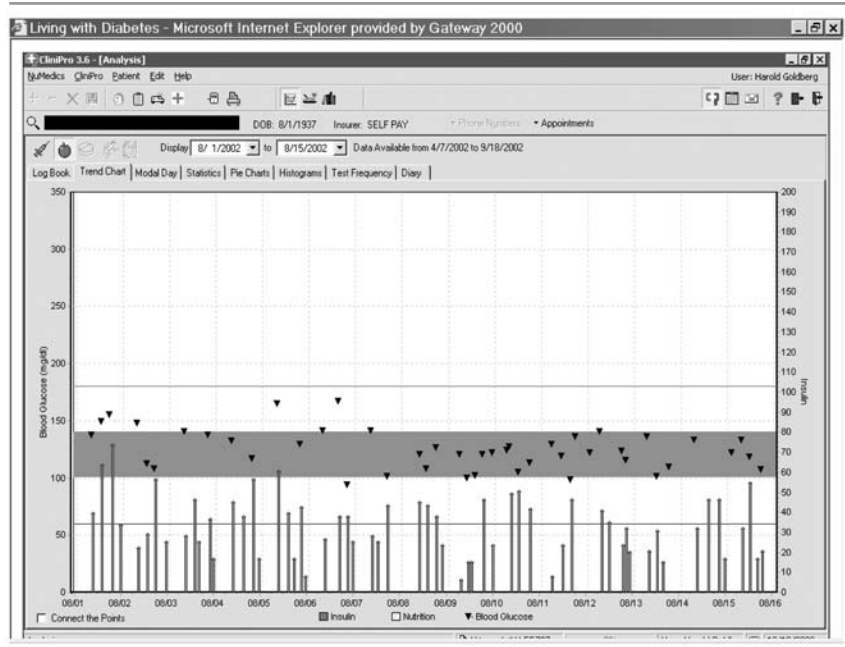 Living with Diabetes - Microsoft Internet Explorer provided by Gateway 2000
CliniPro 3.6 - [Analysis]
NuMedics CliniPro Patient Edit Help User: Harold Goldberg
DOB: 8/1/1937 Insurer: SELF PAY Phone Numbers Appointments
Display 8/ 1/2002 to 8/15/2002 Data Available from 4/7/2002 to 9/18/2002
Log Book Trend Chart Modal Day Statistics Pie Charts Histograms Test Frequency Diary
350 200
190
180
300 170
160
150
250 140
130
120
200 110
100
90
150 80
70
60
100 50
40
50 30
20
10
0 0
Blood Glucose (mg/dl)
Insulin
08/01 08/02 08/03 08/04 08/05 08/06 08/07 08/08 08/09 08/10 08/11 08/12 08/13 08/14 08/15 08/16
Connect the Points Insulin Nutrition Blood Glucose